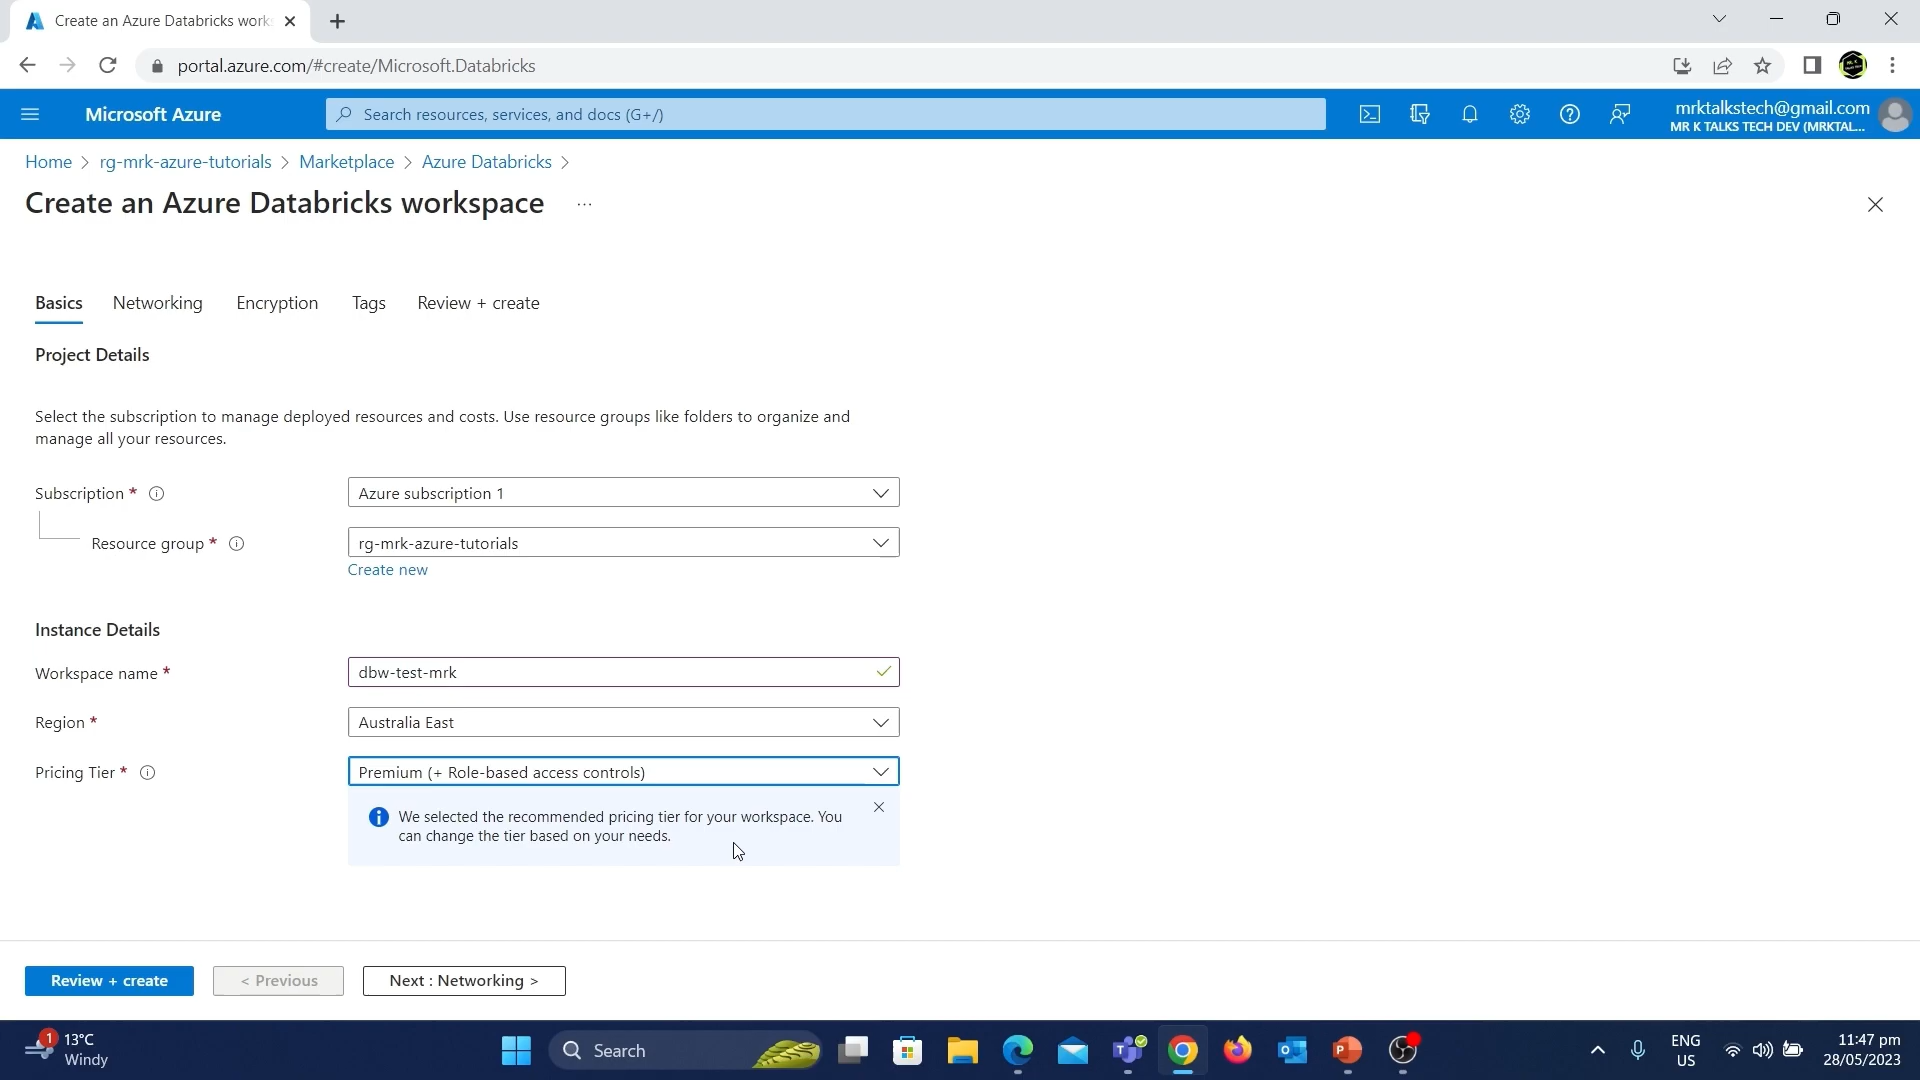 Create an Azure Databricks work
portal.azure.com/#create/Microsoft.Databricks
Microsoft Azure
Search resources, services, and docs (G+/)
mrktalkstech@gmail.com
MR K TALKS TECH DEV (MRKTAL...
Home > rg-mrk-azure-tutorials > Marketplace > Azure Databricks >
Create an Azure Databricks workspace ...
Basics Networking Encryption Tags Review + create
Project Details
Select the subscription to manage deployed resources and costs. Use resource groups like folders to organize and
manage all your resources.
Subscription * Azure subscription 1
Resource group * rg-mrk-azure-tutorials
Create new
Instance Details
Workspace name * dbw-test-mrk
Region * Australia East
Pricing Tier * Premium (+ Role-based access controls)
We selected the recommended pricing tier for your workspace. You
can change the tier based on your needs.
Review + create < Previous Next : Networking >
1
13°C
Windy
Search
ENG
US
11:47 pm
28/05/2023